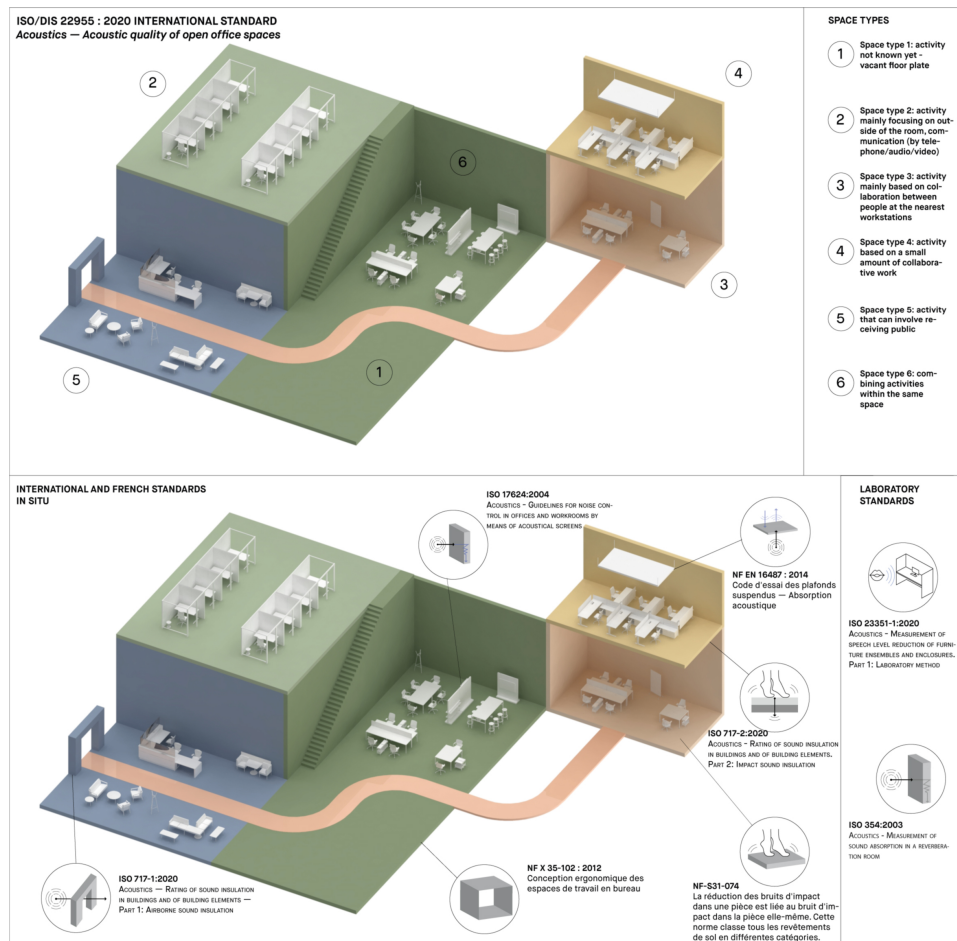 ISO/DIS 22955 : 2020 INTERNATIONAL STANDARD
Acoustics — Acoustic quality of open office spaces
2
4
6
3
5
1
SPACE TYPES
1
Space type 1: activity
not known yet -
vacant floor plate
2
Space type 2: activity
mainly focusing on out-
side of the room, com-
munication (by tele-
phone/audio/video)
3
Space type 3: activity
mainly based on col-
laboration between
people at the nearest
workstations
4
Space type 4: activity
based on a small
amount of collabora-
tive work
5
Space type 5: activity
that can involve re-
ceiving public
6
Space type 6: com-
bining activities
within the same
space
INTERNATIONAL AND FRENCH STANDARDS
IN SITU
ISO 17624:2004
Acoustics - Guidelines for noise con-
trol in offices and workrooms by
means of acoustical screens
NF EN 16487 : 2014
Code d'essai des plafonds
suspendus — Absorption
acoustique
ISO 717-2:2020
Acoustics - Rating of sound insulation
in buildings and of building elements.
Part 2: Impact sound insulation
ISO 717-1:2020
Acoustics — Rating of sound insulation
in buildings and of building elements —
Part 1: Airborne sound insulation
NF X 35-102 : 2012
Conception ergonomique des
espaces de travail en bureau
NF-S31-074
La réduction des bruits d'impact
dans une pièce est liée au bruit d'im-
pact dans la pièce elle-même. Cette
norme classe tous les revêtements
de sol en différentes catégories.
LABORATORY
STANDARDS
ISO 23351-1:2020
Acoustics - Measurement of
speech level reduction of furni-
ture ensembles and enclosures.
Part 1: Laboratory method
ISO 354:2003
Acoustics - Measurement of
sound absorption in a reverbera-
tion room